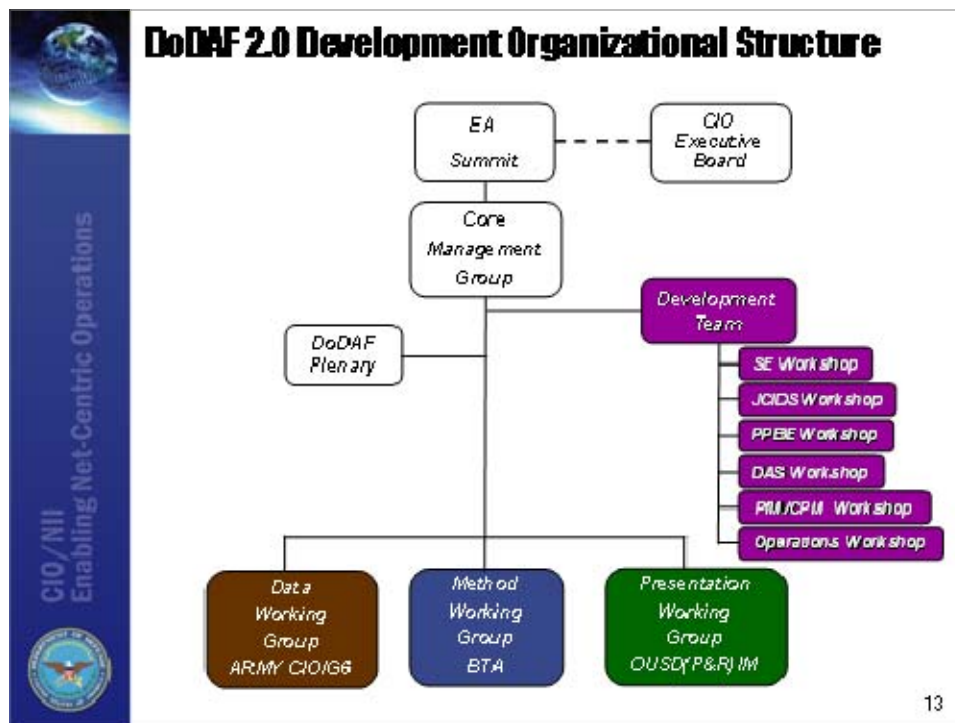 DoDAF 2.0 Development Organizational Structure
EA
Summit
CIO
Executive
Board
Core
Management
Group
Development
Team
DoDAF
Plenary
SE Workshop
JCIDS Workshop
PPBE Workshop
DAS Workshop
PfM/CPM Workshop
Operations Workshop
Data
Working
Group
ARMY CIO/G6
Method
Working
Group
BTA
Presentation
Working
Group
OUSD(P&R) IM
CIO/NII
Enabling Net-Centric Operations
13